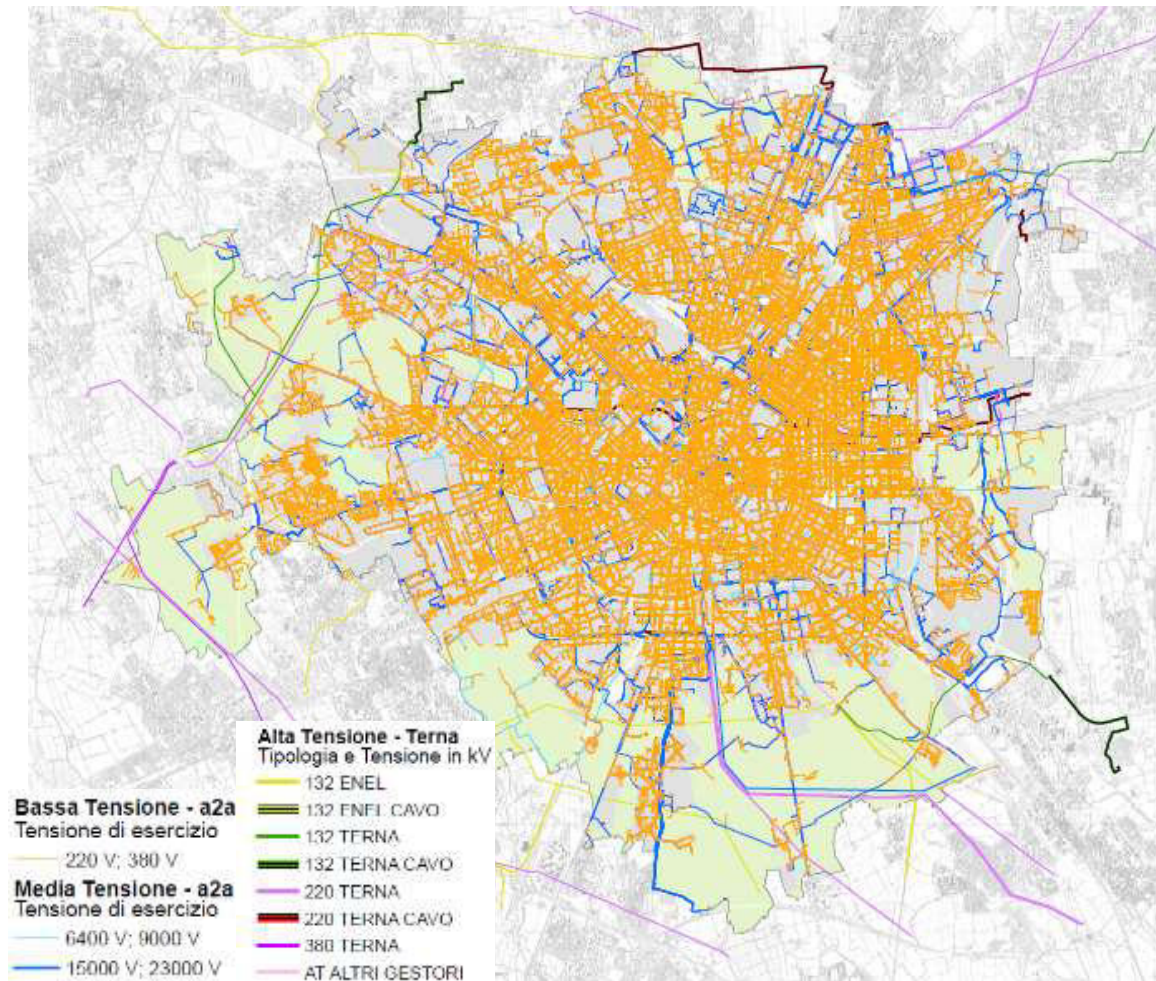 Alta Tensione - Terna
Tipologia e Tensione in kV
132 ENEL
132 ENEL CAVO
132 TERNA
132 TERNA CAVO
220 TERNA
220 TERNA CAVO
380 TERNA
AT ALTRI GESTORI
Bassa Tensione - a2a
Tensione di esercizio
220 V; 380 V
Media Tensione - a2a
Tensione di esercizio
6400 V; 9000 V
15000 V; 23000 V